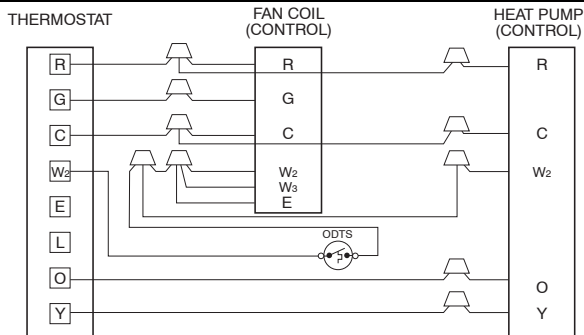 THERMOSTAT
FAN COIL
(CONTROL)
HEAT PUMP
(CONTROL)
R
R
R
G
G
C
C
C
W2
W2
W2
W3
E
E
L
ODTS
O
O
Y
Y